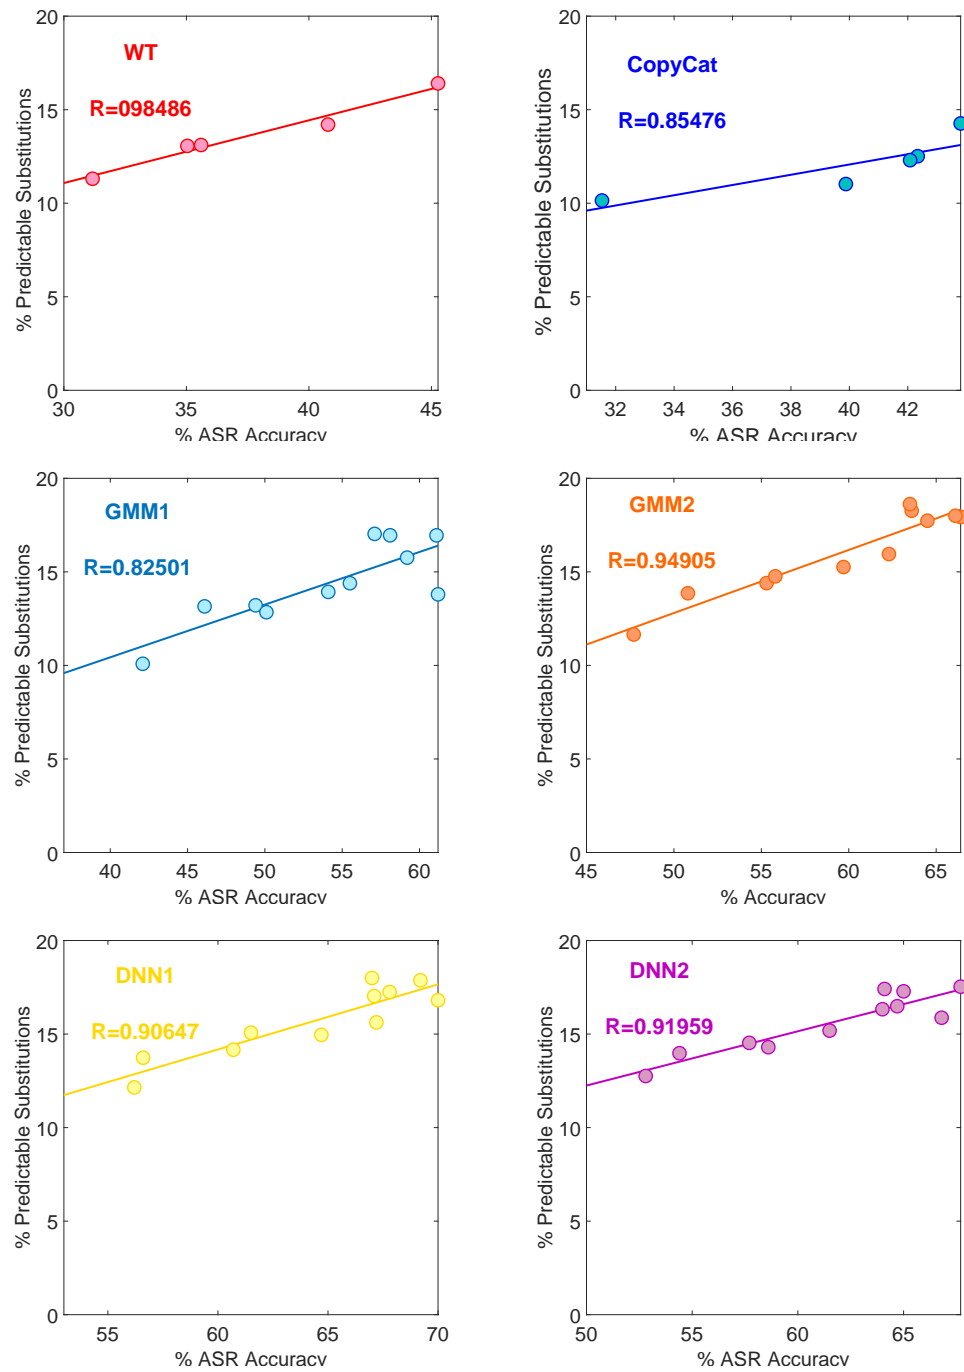 20
15
10
5
0
% Predictable Substitutions
WT
R=098486
30 35 40 45
% ASR Accuracy
20
15
10
5
0
% Predictable Substitutions
CopyCat
R=0.85476
32 34 36 38 40 42
% ASR Accuracy
20
15
10
5
0
% Predictable Substitutions
GMM1
R=0.82501
40 45 50 55 60
% ASR Accuracy
20
15
10
5
0
% Predictable Substitutions
GMM2
R=0.94905
45 50 55 60 65
% Accuracy
20
15
10
5
0
% Predictable Substitutions
DNN1
R=0.90647
55 60 65 70
% ASR Accuracy
20
15
10
5
0
% Predictable Substitutions
DNN2
R=0.91959
50 55 60 65
% ASR Accuracy